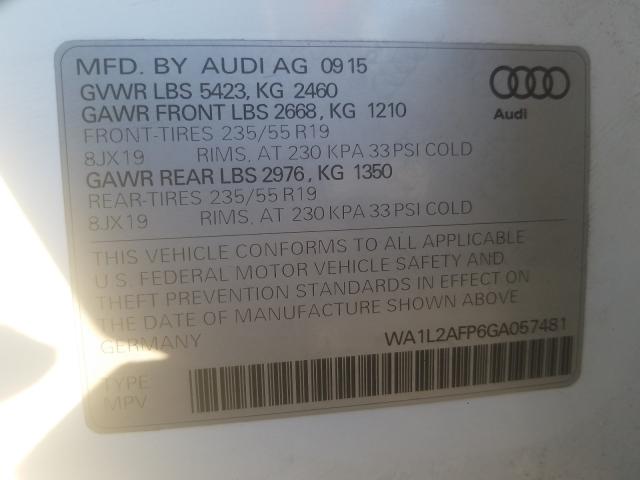 MFD. BY AUDI AG 09 15
GVWR LBS 5423, KG 2460
GAWR FRONT LBS 2668, KG 1210
FRONT-TIRES 235/55 R19
8JX19 RIMS, AT 230 KPA 33 PSI COLD
GAWR REAR LBS 2976, KG 1350
REAR-TIRES 235/55 R19
8JX19 RIMS, AT 230 KPA 33 PSI COLD
Audi
THIS VEHICLE CONFORMS TO ALL APPLICABLE
U.S. FEDERAL MOTOR VEHICLE SAFETY AND
THEFT PREVENTION STANDARDS IN EFFECT ON
THE DATE OF MANUFACTURE SHOWN ABOVE
GERMANY WA1L2AFP6GA057481
TYPE
MPV